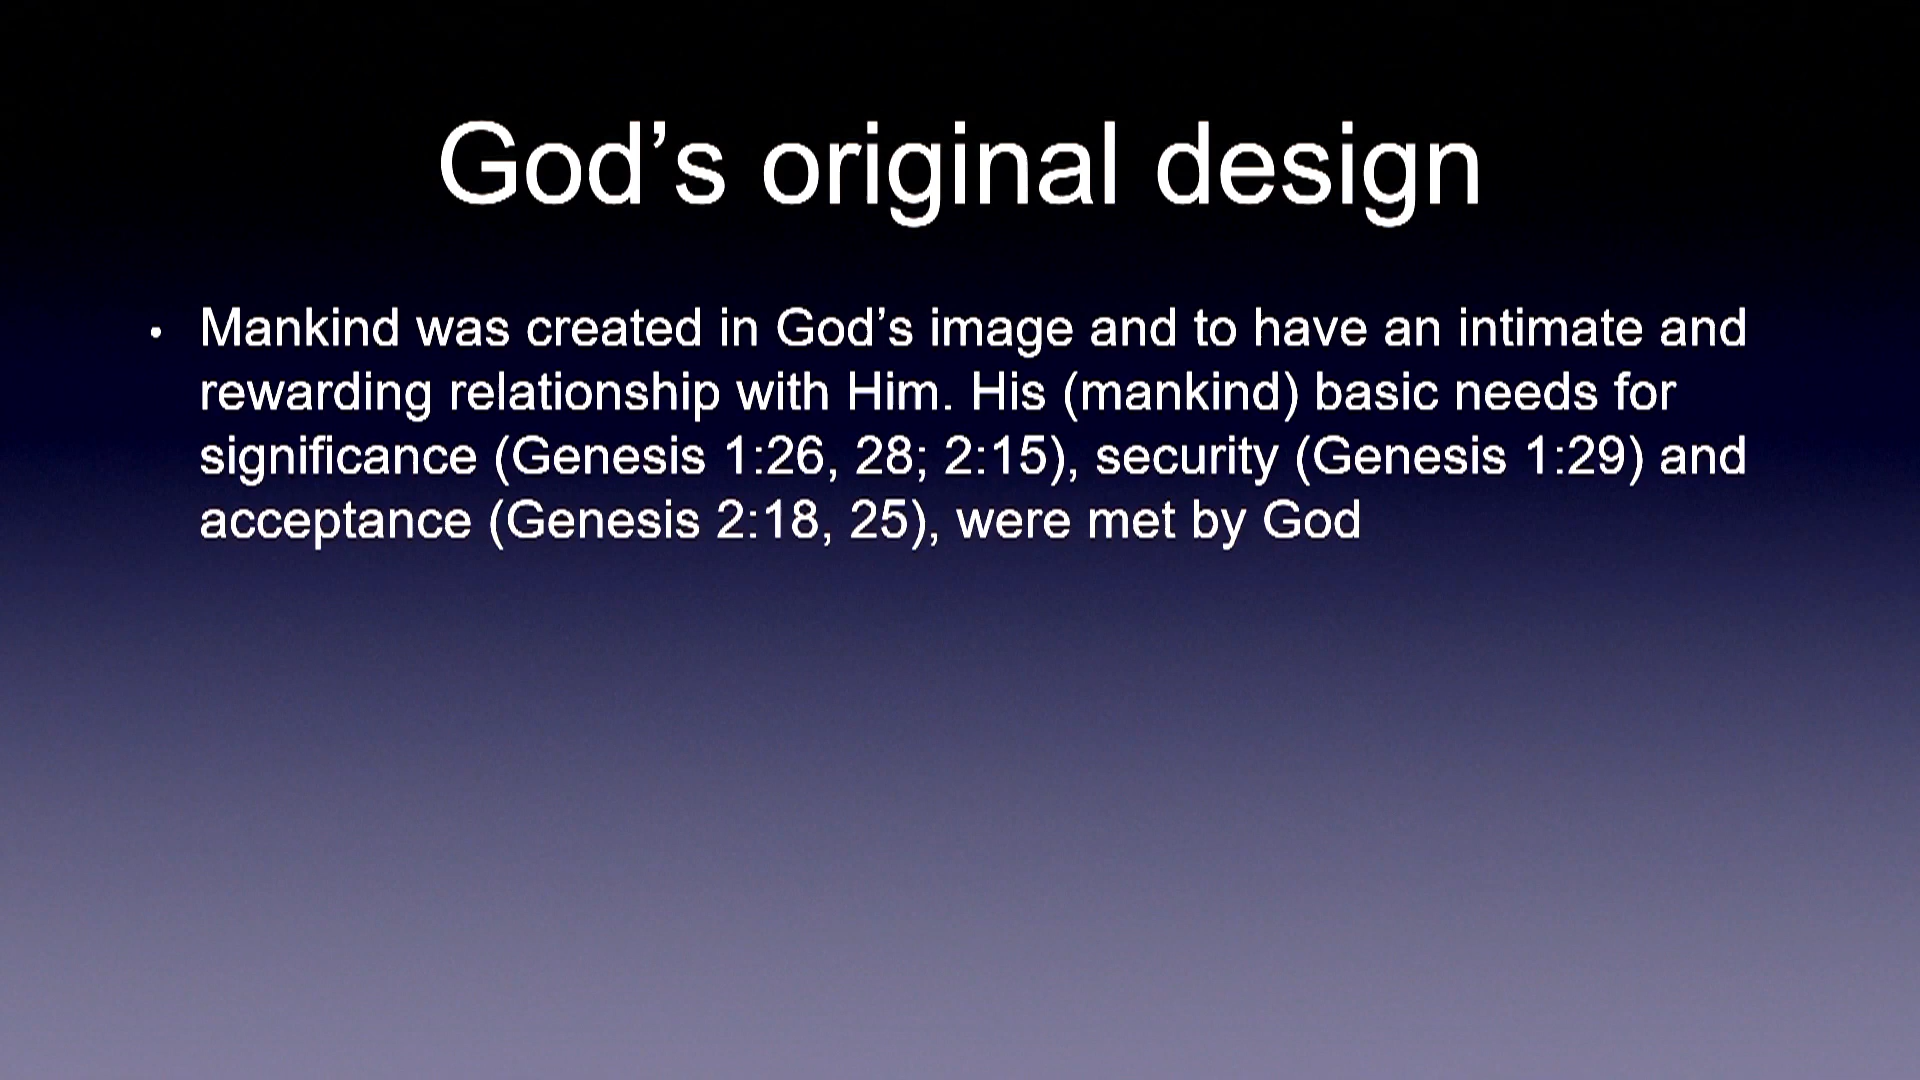 God’s original design
• Mankind was created in God’s image and to have an intimate and
rewarding relationship with Him. His (mankind) basic needs for
significance (Genesis 1:26, 28; 2:15), security (Genesis 1:29) and
acceptance (Genesis 2:18, 25), were met by God